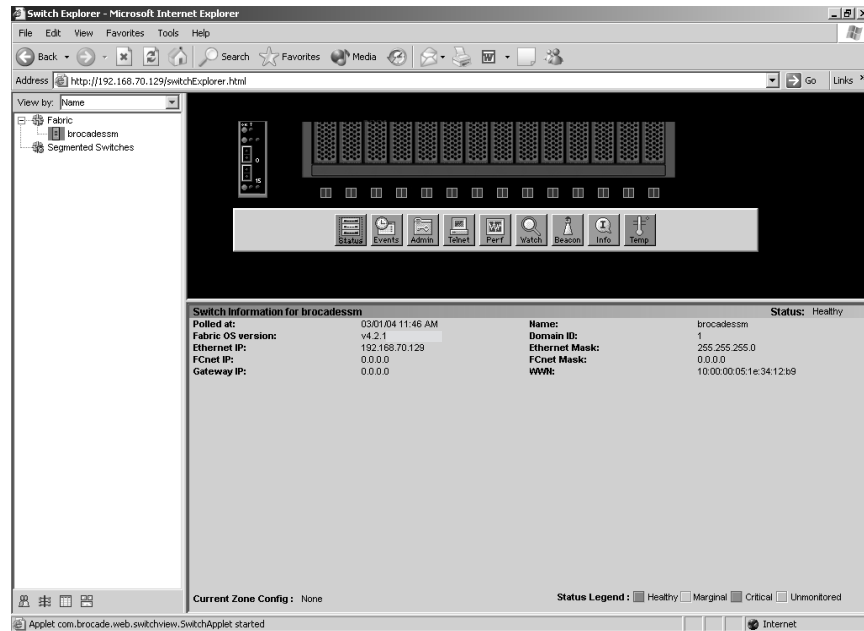 Switch Explorer - Microsoft Internet Explorer
File Edit View Favorites Tools Help
Back Search Favorites Media
Address http://192.168.70.129/switchExplorer.html Go Links
View by: Name
Fabric
brocadessm
Segmented Switches
0
15
Status Events Admin Telnet Perf Watch Beacon Info Temp
Switch Information for brocadessm Status: Healthy
Polled at: 03/01/04 11:46 AM Name: brocadessm
Fabric OS version: v4.2.1 Domain ID: 1
Ethernet IP: 192.168.70.129 Ethernet Mask: 255.255.255.0
FCnet IP: 0.0.0.0 FCnet Mask: 0.0.0.0
Gateway IP: 0.0.0.0 WWN: 10:00:00:05:1e:34:12:b9
Current Zone Config: None Status Legend: Healthy Marginal Critical Unmonitored
Applet com.brocade.web.switchview.SwitchApplet started Internet